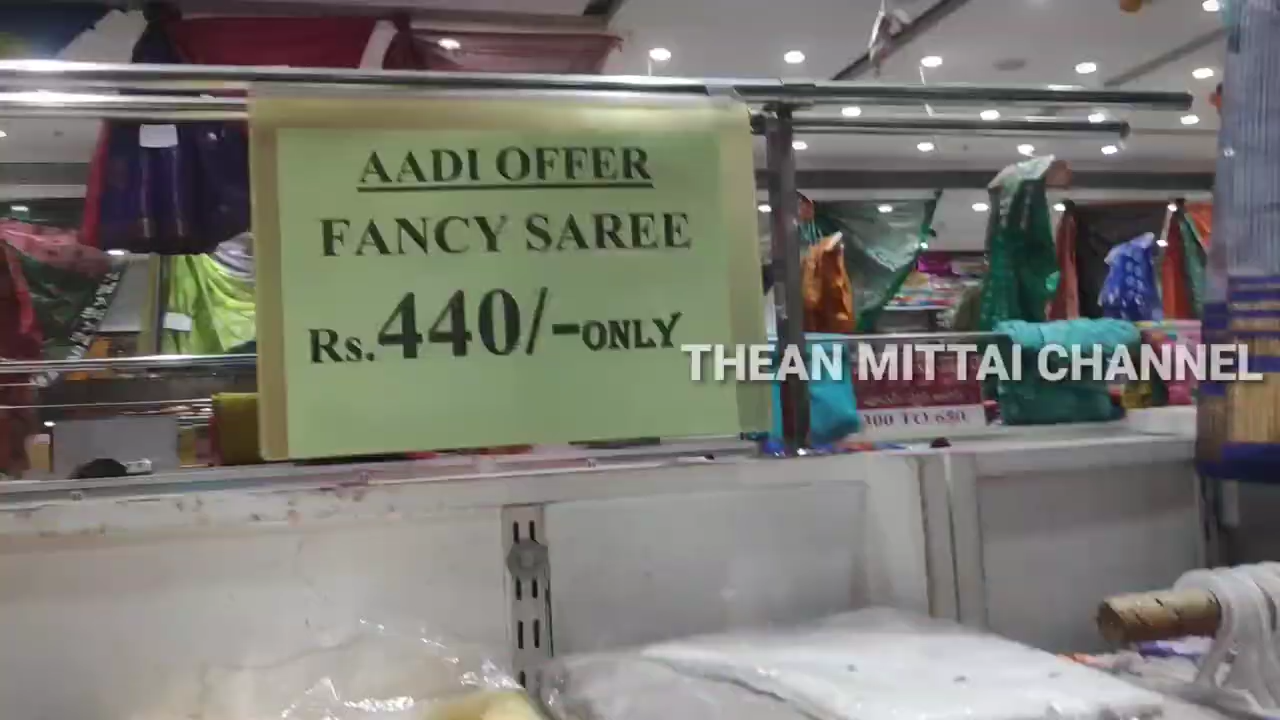 AADI OFFER
FANCY SAREE
Rs.440/-ONLY
THEAN MITTAI CHANNEL
300 TO 650